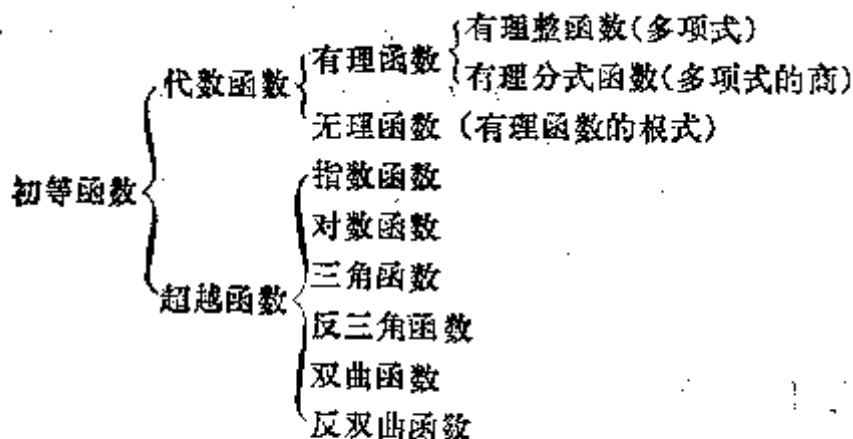 有理整函数(多项式)
有理函数
代数函数
有理分式函数(多项式的商)
无理函数(有理函数的根式)
初等函数
指数函数
对数函数
三角函数
超越函数
反三角函数
双曲函数
反双曲函数